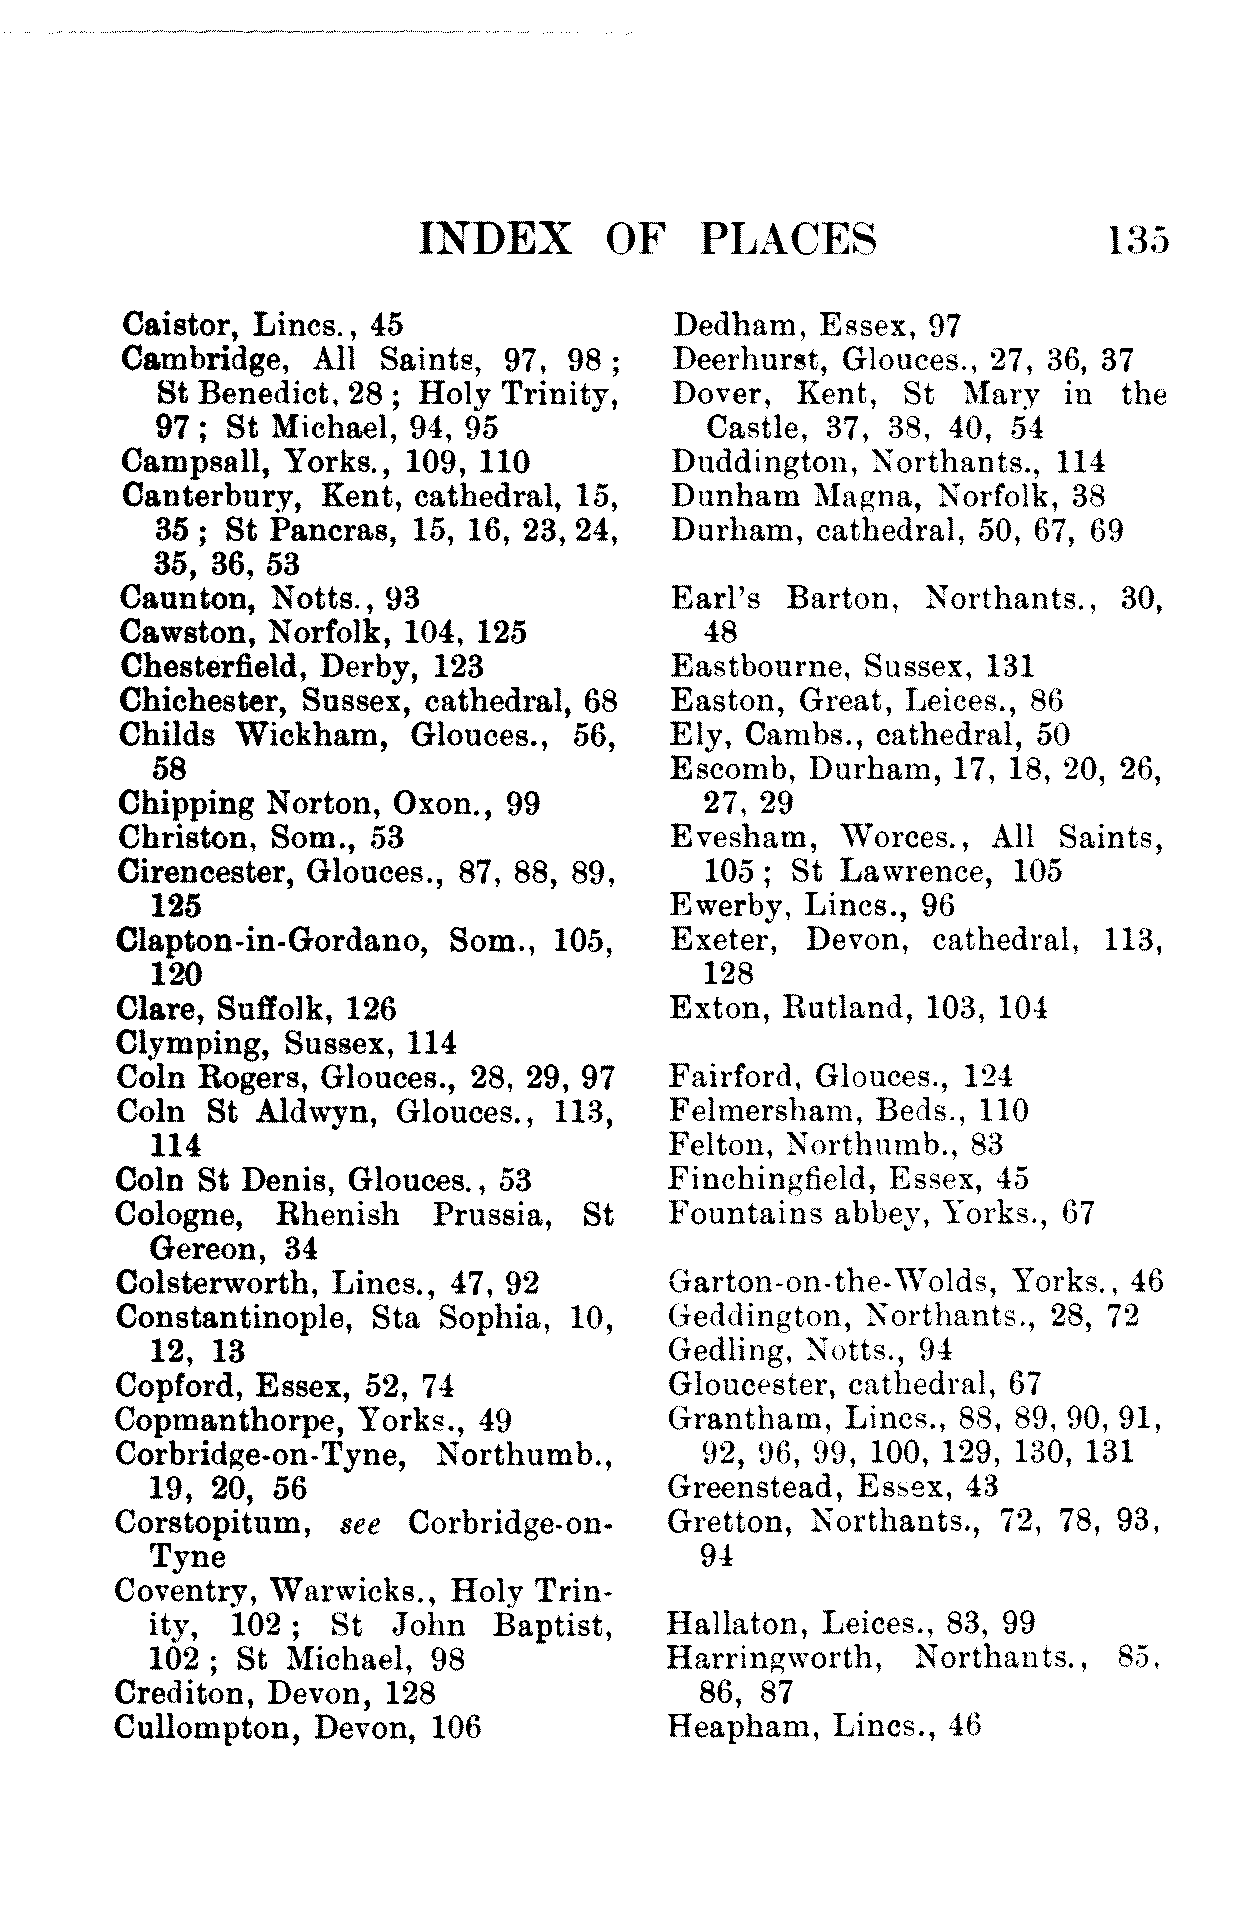 INDEX OF PLACES 135
Caistor, Lincs., 45
Cambridge, All Saints, 97, 98 ;
St Benedict, 28 ; Holy Trinity,
97 ; St Michael, 94, 95
Campsall, Yorks., 109, 110
Canterbury, Kent, cathedral, 15,
35 ; St Pancras, 15, 16, 23, 24,
35, 36, 53
Caunton, Notts., 93
Cawston, Norfolk, 104, 125
Chesterfield, Derby, 123
Chichester, Sussex, cathedral, 68
Childs Wickham, Glouces., 56,
58
Chipping Norton, Oxon., 99
Christon, Som., 53
Cirencester, Glouces., 87, 88, 89,
125
Clapton-in-Gordano, Som., 105,
120
Clare, Suffolk, 126
Clymping, Sussex, 114
Coln Rogers, Glouces., 28, 29, 97
Coln St Aldwyn, Glouces., 113,
114
Coln St Denis, Glouces., 53
Cologne, Rhenish Prussia, St
Gereon, 34
Colsterworth, Lincs., 47, 92
Constantinople, Sta Sophia, 10,
12, 13
Copford, Essex, 52, 74
Copmanthorpe, Yorks., 49
Corbridge-on-Tyne, Northumb.,
19, 20, 56
Corstopitum, see Corbridge-on-
Tyne
Coventry, Warwicks., Holy Trin-
ity, 102 ; St John Baptist,
102 ; St Michael, 98
Crediton, Devon, 128
Cullompton, Devon, 106
Dedham, Essex, 97
Deerhurst, Glouces., 27, 36, 37
Dover, Kent, St Mary in the
Castle, 37, 38, 40, 54
Duddington, Northants., 114
Dunham Magna, Norfolk, 38
Durham, cathedral, 50, 67, 69
Earl's Barton, Northants., 30,
48
Eastbourne, Sussex, 131
Easton, Great, Leices., 86
Ely, Cambs., cathedral, 50
Escomb, Durham, 17, 18, 20, 26,
27, 29
Evesham, Worces., All Saints,
105 ; St Lawrence, 105
Ewerby, Lincs., 96
Exeter, Devon, cathedral, 113,
128
Exton, Rutland, 103, 104
Fairford, Glouces., 124
Felmersham, Beds., 110
Felton, Northumb., 83
Finchingfield, Essex, 45
Fountains abbey, Yorks., 67
Garton-on-the-Wolds, Yorks., 46
Geddington, Northants., 28, 72
Gedling, Notts., 94
Gloucester, cathedral, 67
Grantham, Lincs., 88, 89, 90, 91,
92, 96, 99, 100, 129, 130, 131
Greenstead, Essex, 43
Gretton, Northants., 72, 78, 93,
94
Hallaton, Leices., 83, 99
Harringworth, Northants., 85,
86, 87
Heapham, Lincs., 46